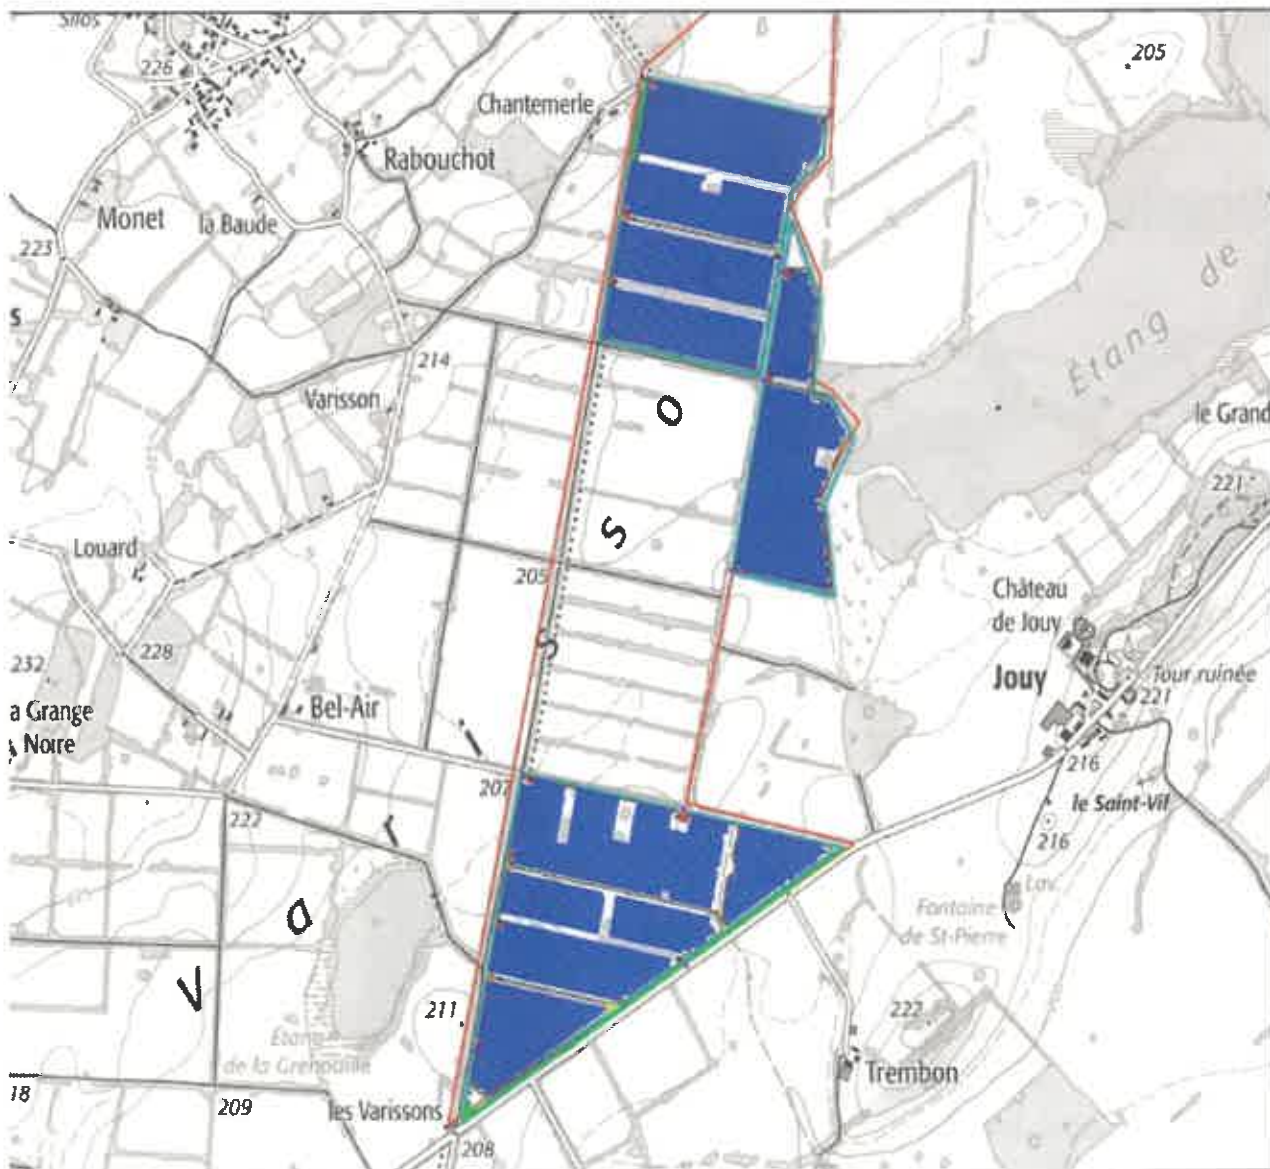 Silos
226
205
Chantemerle
Rabouchot
Monet
la Baude
223
Étang de
s
214
Varisson
O
le Grand
S
221
Louard
205
Château
de Jouy
S
228
232
Tour ruinée
Jouy
221
a Grange
Noire
Bel-Air
I
216
207
le Saint-Vif
222
r
216
Lav.
a
Fontaine
de St-Pierre
V
211
222
Étang
de la Grenouille
Trembon
18
209
les Varissons
208